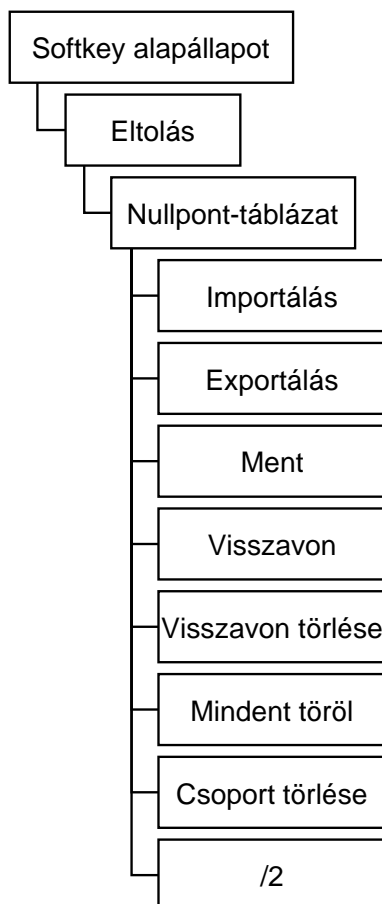 Softkey alapállapot
Eltolás
Nullpont-táblázat
Importálás
Exportálás
Ment
Visszavon
Visszavon törlése
Mindent töröl
Csoport törlése
/2